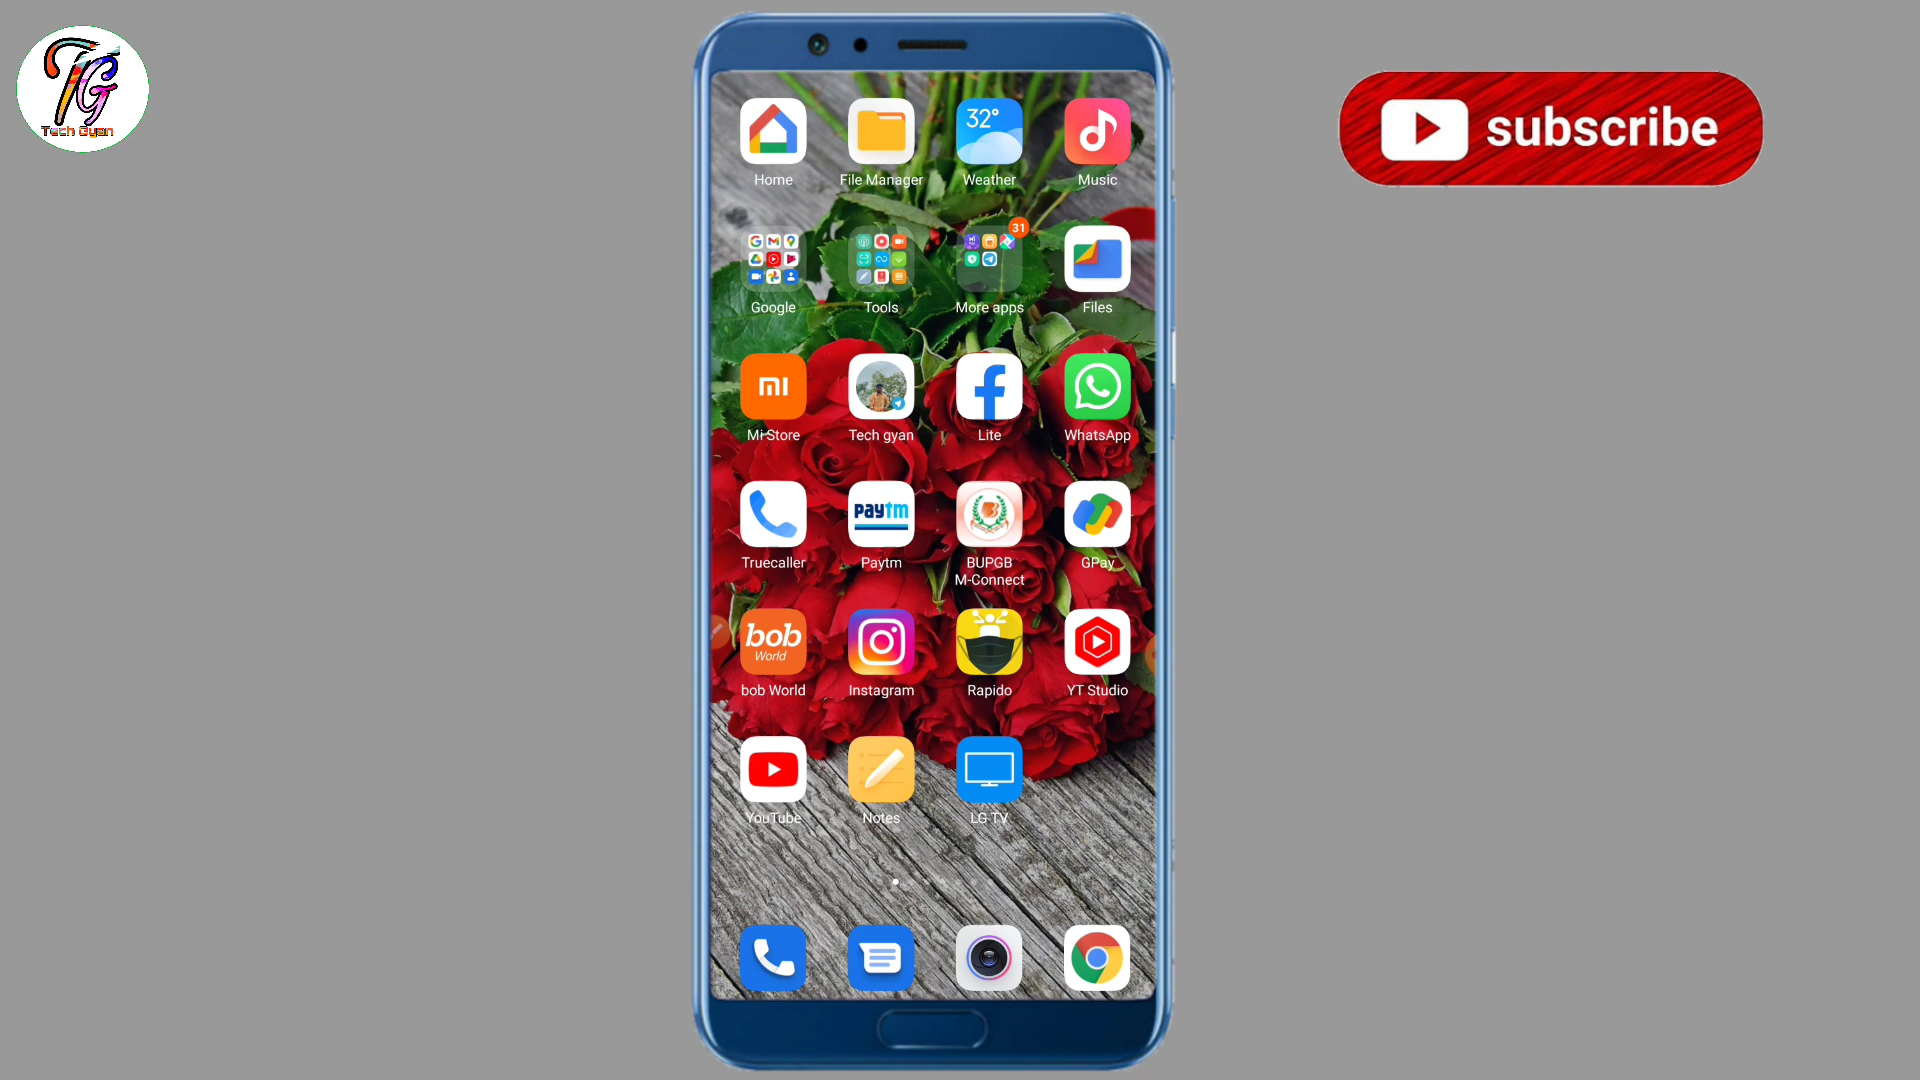 TG
Tech Gyan
subscribe
32°
Home
File Manager
Weather
Music
31
Google
Tools
More apps
Files
mi
Mi Store
Tech gyan
Lite
WhatsApp
paytm
Truecaller
Paytm
BUPGB
M-Connect
GPay
bob
World
bob World
Instagram
Rapido
YT Studio
YouTube
Notes
LG TV